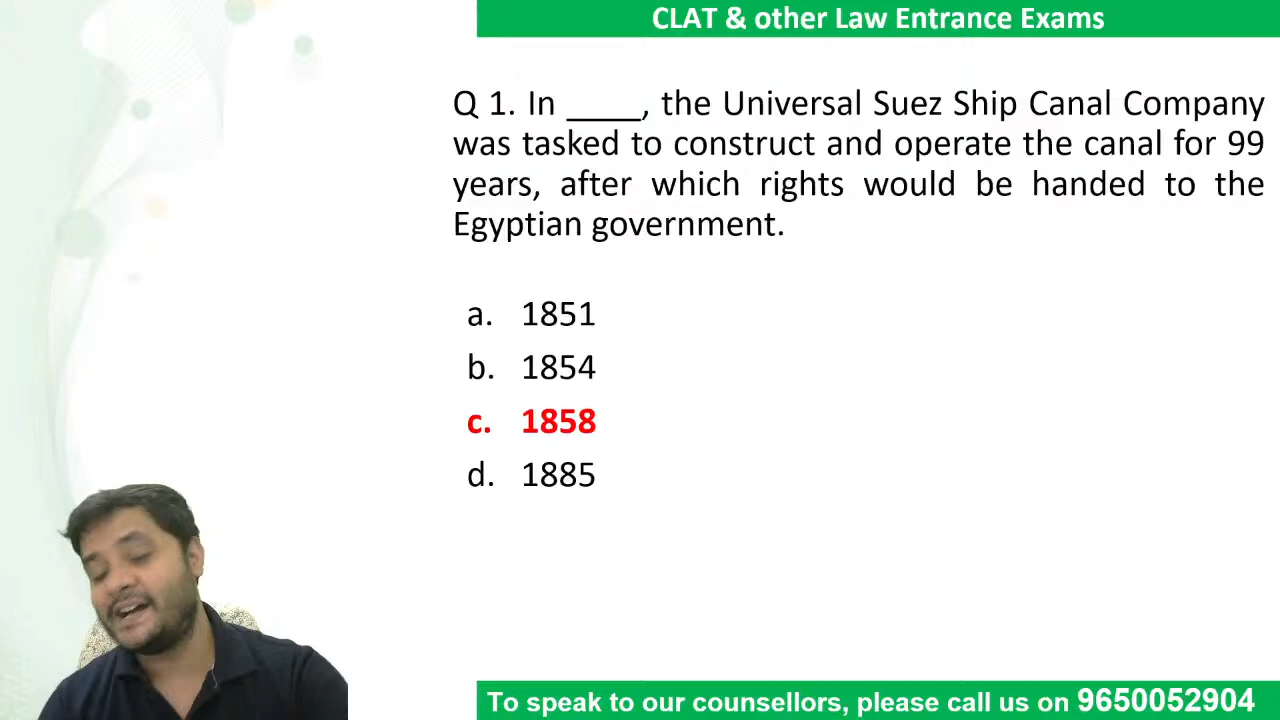 CLAT & other Law Entrance Exams
Q 1. In ____, the Universal Suez Ship Canal Company
was tasked to construct and operate the canal for 99
years, after which rights would be handed to the
Egyptian government.
a. 1851
b. 1854
c. 1858
d. 1885
To speak to our counsellors, please call us on 9650052904